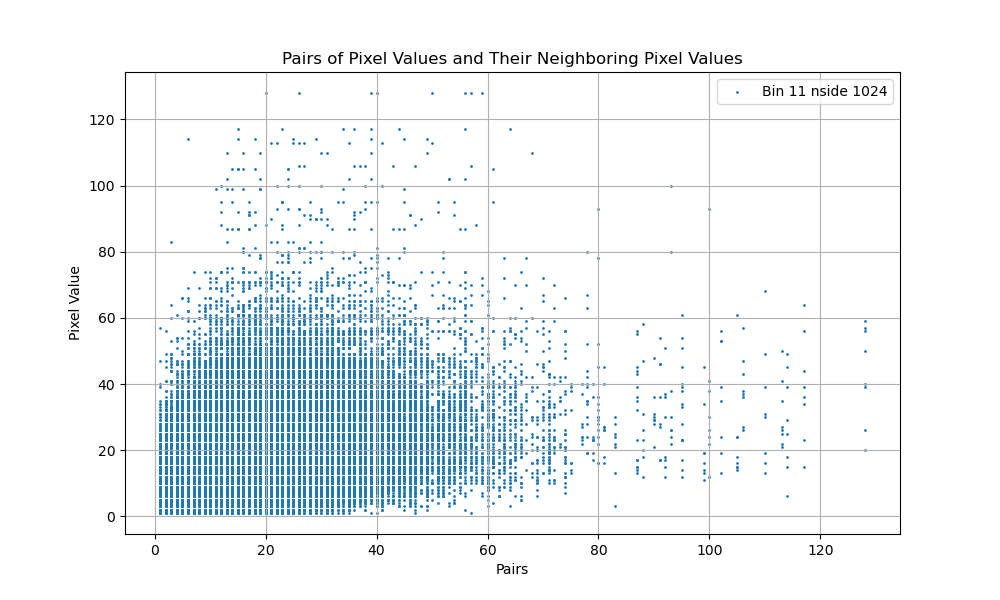 Pairs of Pixel Values and Their Neighboring Pixel Values
Bin 11 nside 1024
120
100
80
60
40
20
0
Pixel Value
0 20 40 60 80 100 120
Pairs